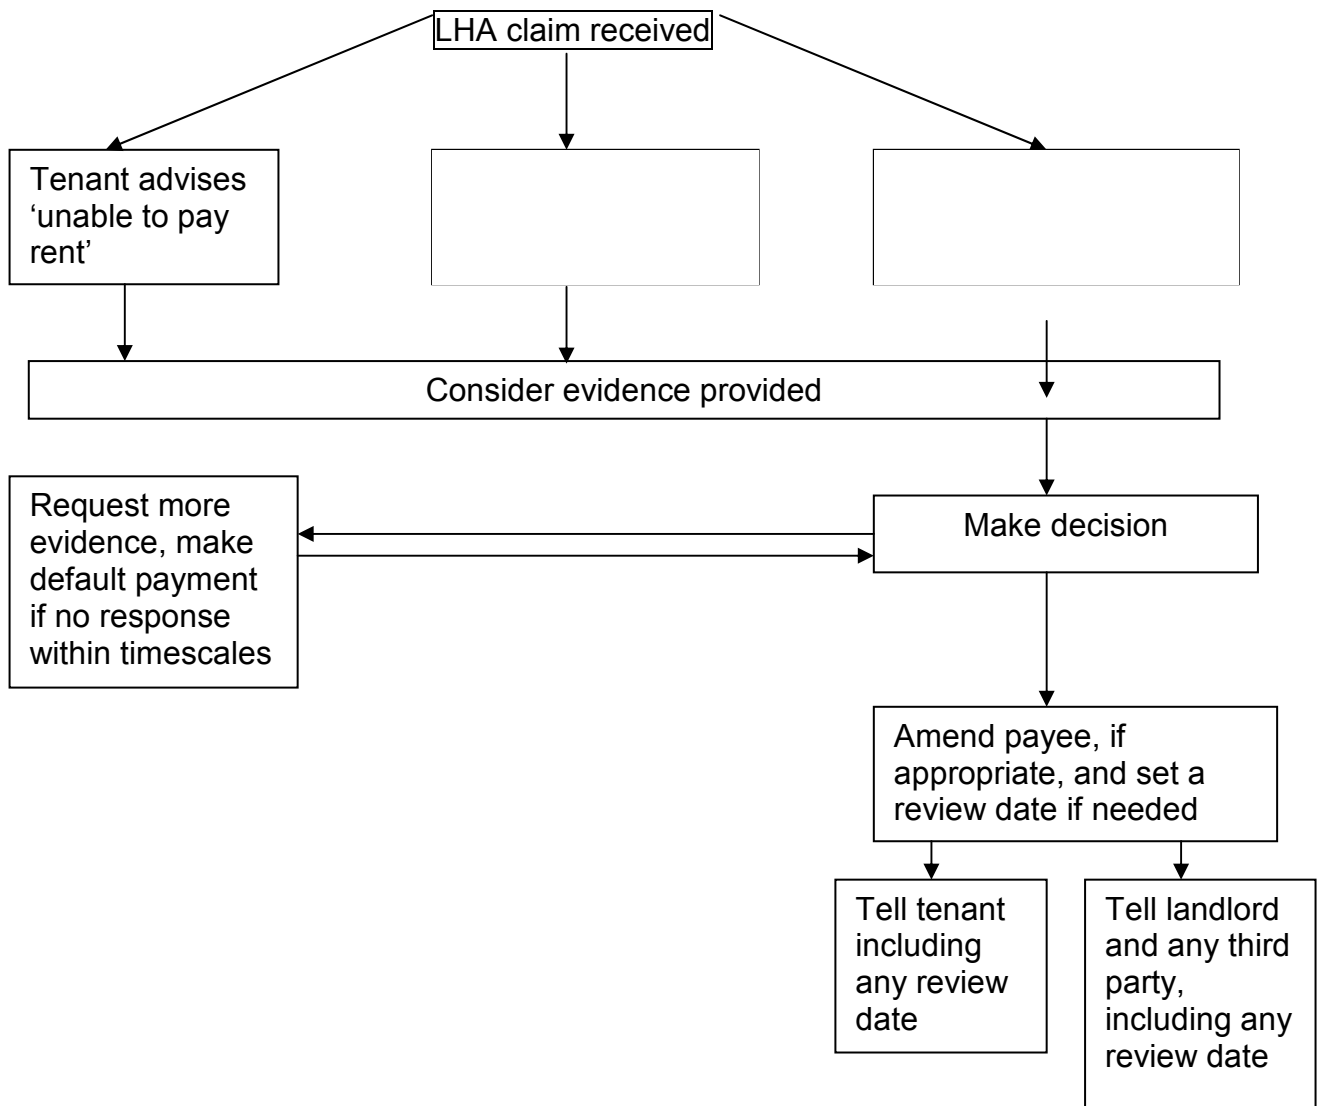 LHA claim received
Tenant advises
‘unable to pay
rent’
Consider evidence provided
Request more
evidence, make
default payment
if no response
within timescales
Make decision
Amend payee, if
appropriate, and set a
review date if needed
Tell tenant
including
any review
date
Tell landlord
and any third
party,
including any
review date